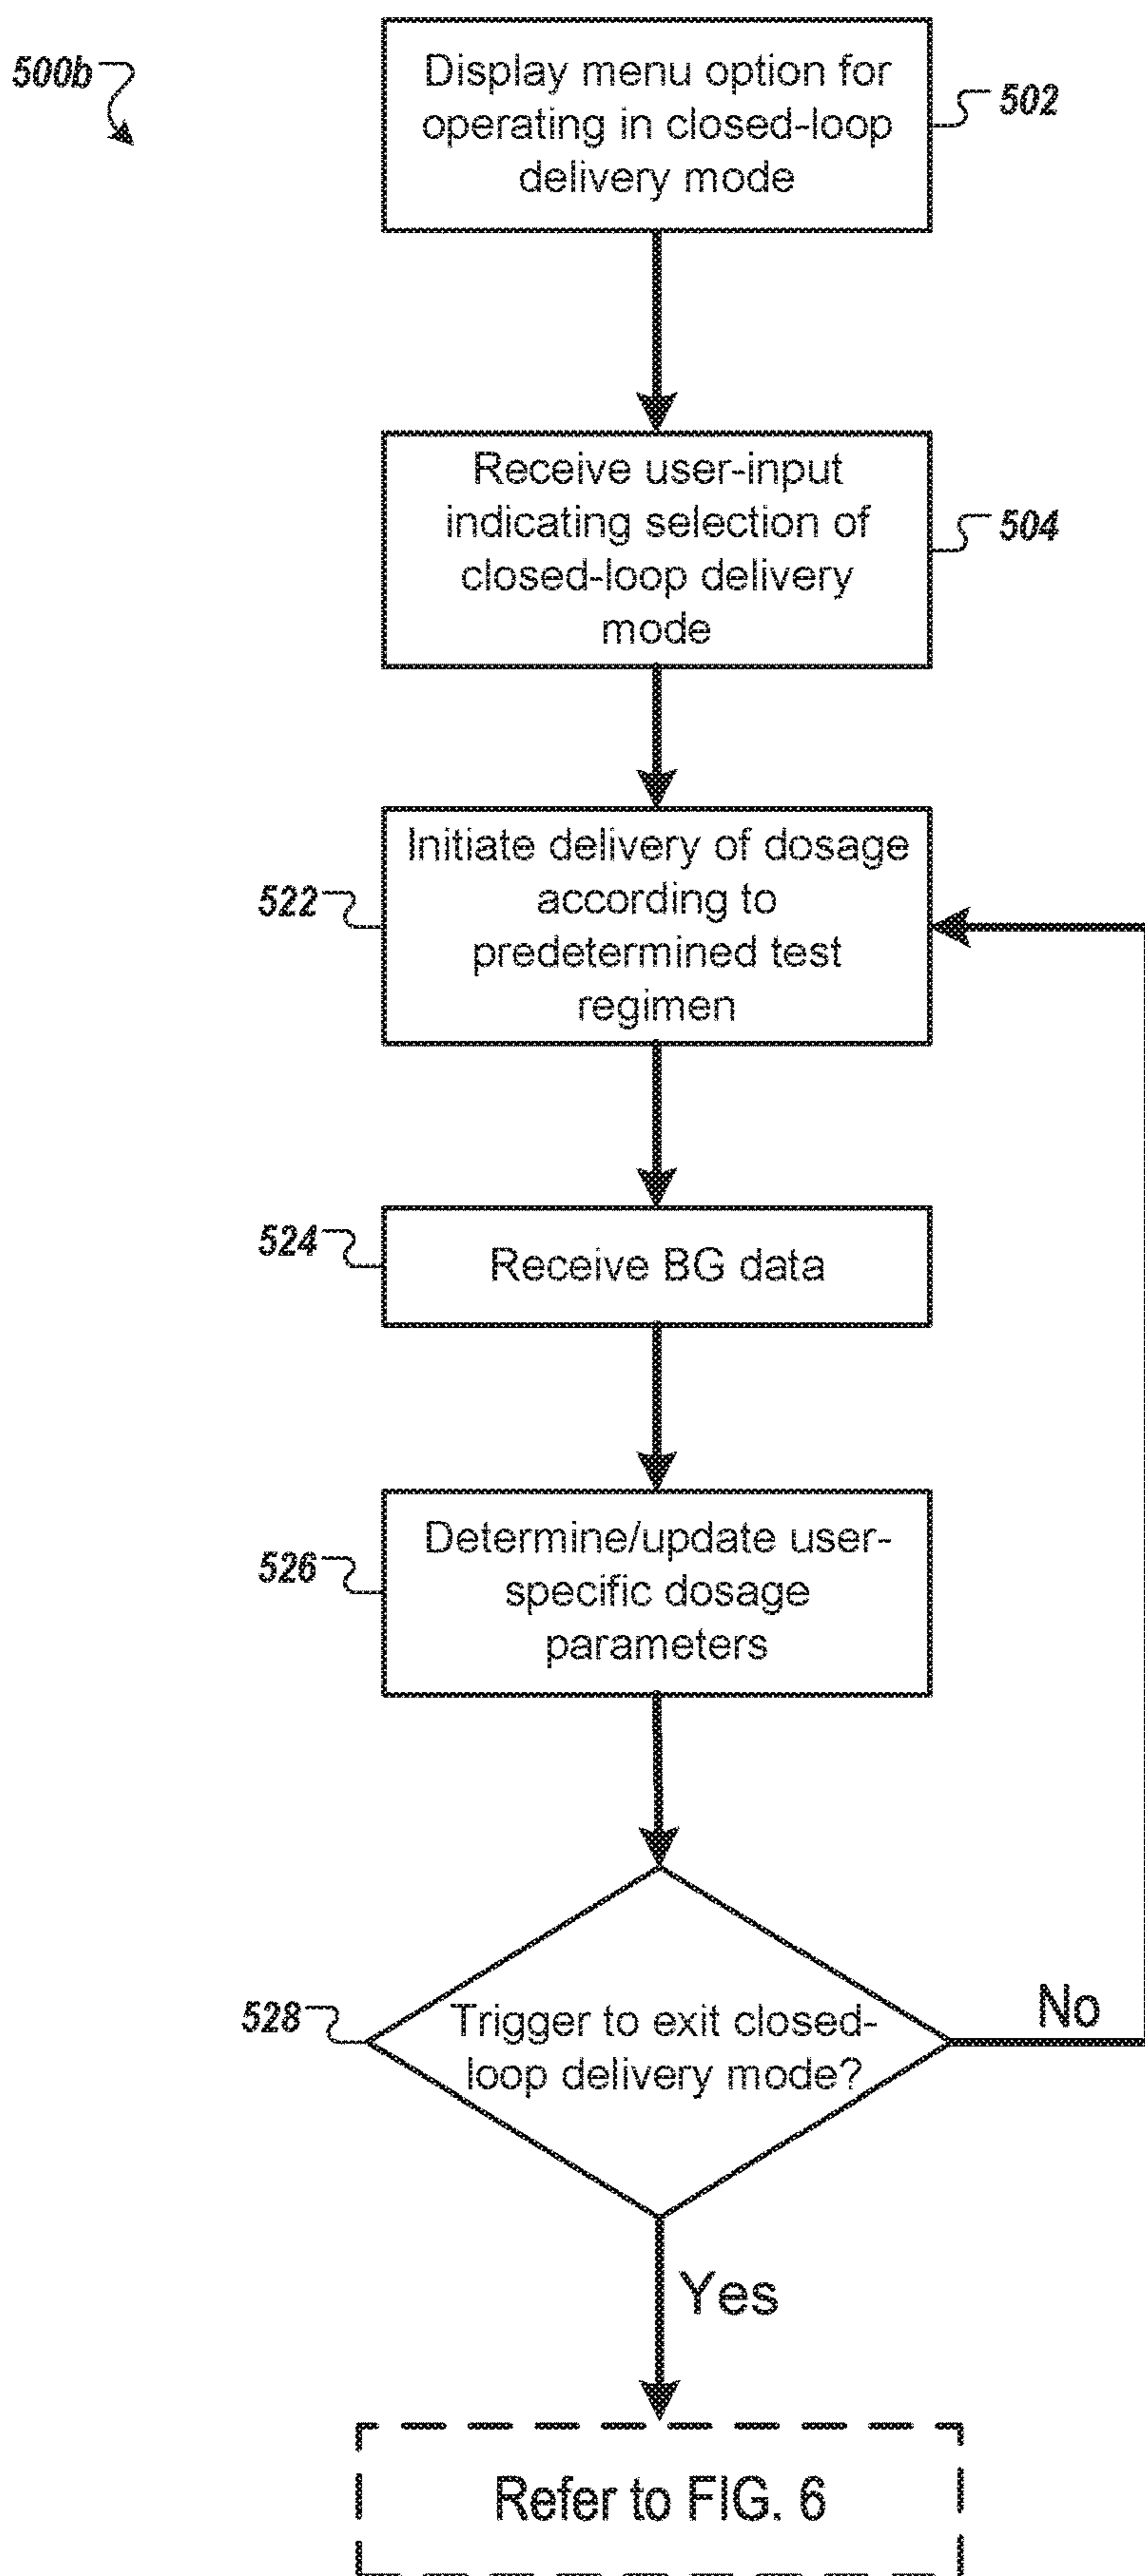 500b
Display menu option for
operating in closed-loop
delivery mode
502
Receive user-input
indicating selection of
closed-loop delivery
mode
504
Initiate delivery of dosage
according to
predetermined test
regimen
522
524
Receive BG data
526
Determine/update user-
specific dosage
parameters
528
Trigger to exit closed-
loop delivery mode?
No
Yes
Refer to FIG. 6